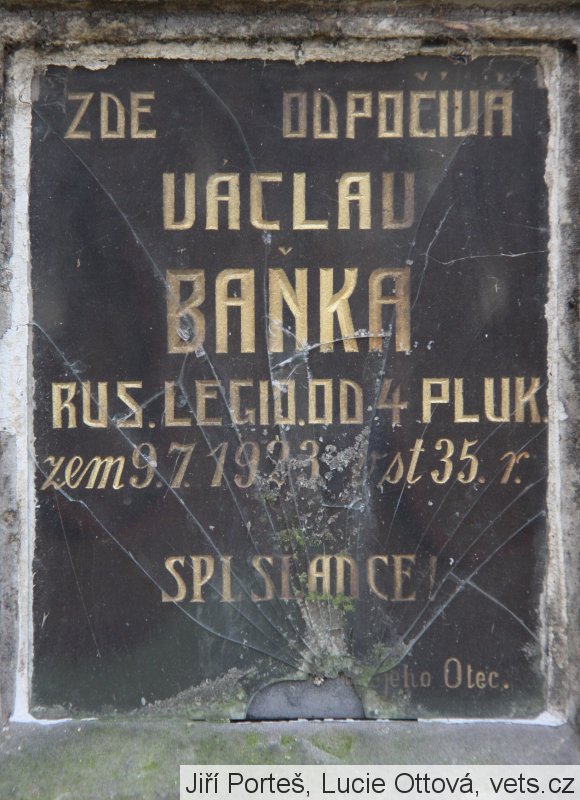 ZDE ODPOČÍVÁ
VÁCLAV
BAŇKA
RUS. LEGIO. OD 4 PLUK.
zem 9. 7. 1923 st 35. r.
SPI SLADCE!
jeho Otec.
Jiří Porteš, Lucie Ottová, vets.cz